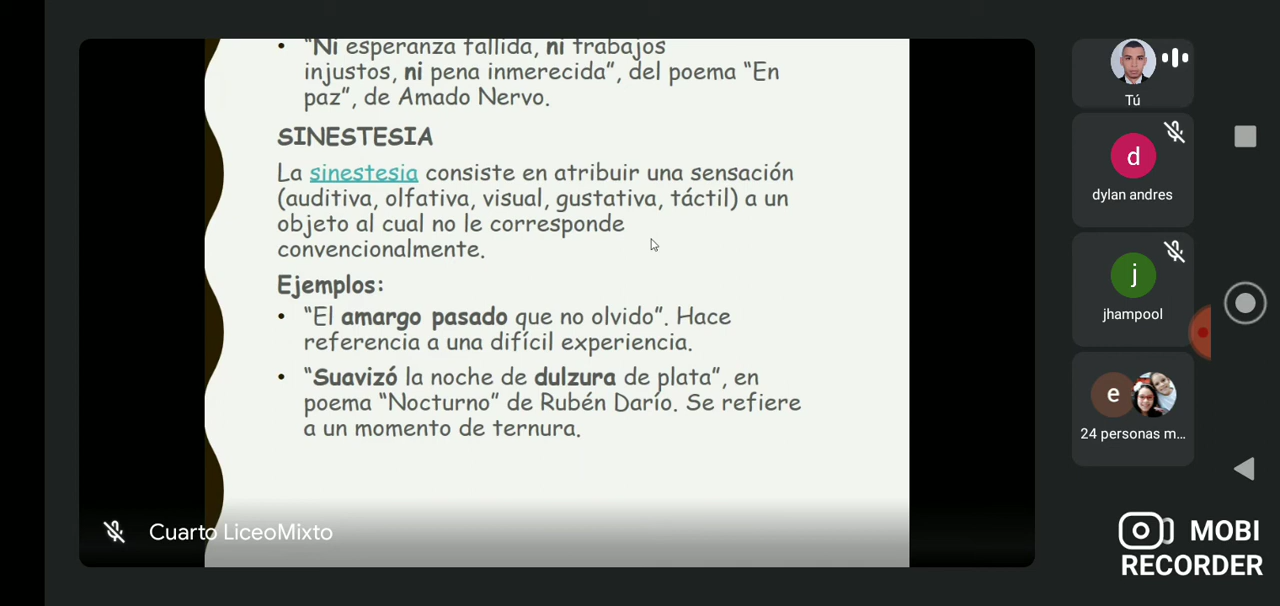 • "Ni esperanza fallida, ni trabajos
injustos, ni pena inmerecida", del poema "En
paz", de Amado Nervo.
SINESTESIA
La sinestesia consiste en atribuir una sensación
(auditiva, olfativa, visual, gustativa, táctil) a un
objeto al cual no le corresponde
convencionalmente.
Ejemplos:
• "El amargo pasado que no olvido". Hace
referencia a una difícil experiencia.
• "Suavizó la noche de dulzura de plata", en
poema "Nocturno" de Rubén Darío. Se refiere
a un momento de ternura.
Cuarto LiceoMixto
Tú
d
dylan andres
j
jhampool
e
24 personas m...
MOBI
RECORDER